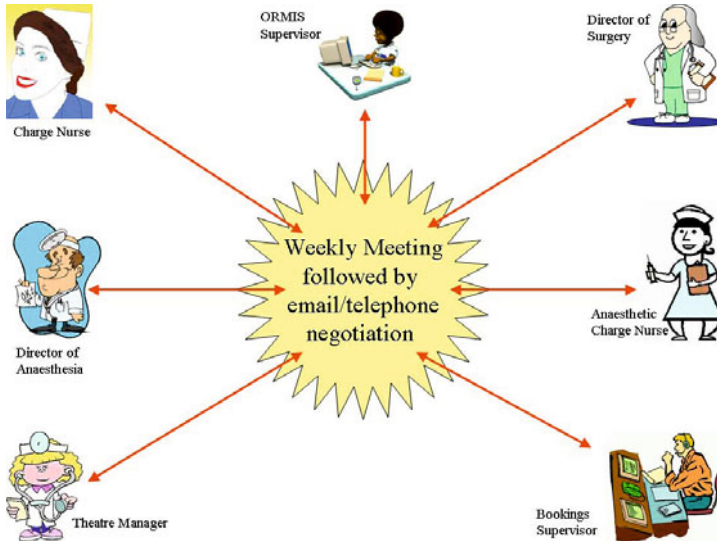 ORMIS
Supervisor
Director of
Surgery
Charge Nurse
Weekly Meeting
followed by
email/telephone
negotiation
Director of
Anaesthesia
Anaesthetic
Charge Nurse
Theatre Manager
Bookings
Supervisor